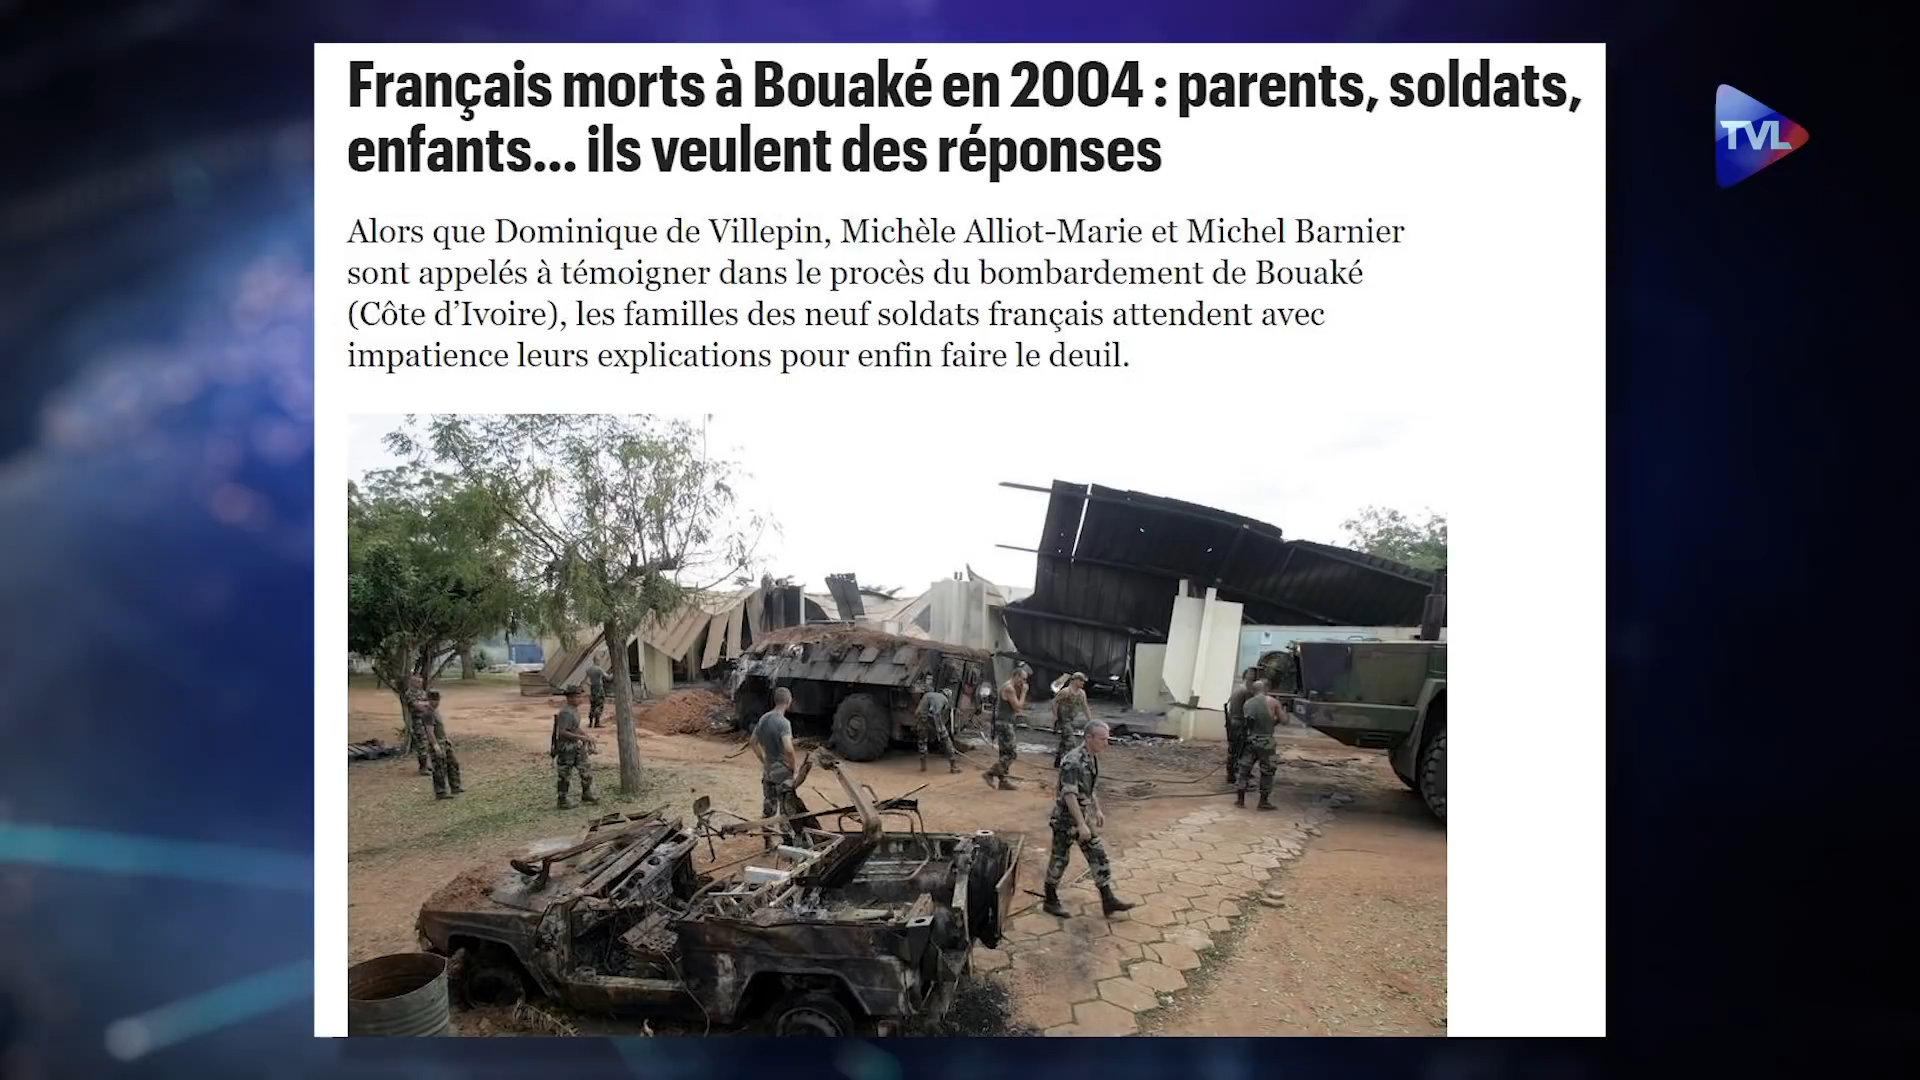 Français morts à Bouaké en 2004 : parents, soldats,
enfants... ils veulent des réponses
TVL
Alors que Dominique de Villepin, Michèle Alliot-Marie et Michel Barnier
sont appelés à témoigner dans le procès du bombardement de Bouaké
(Côte d’Ivoire), les familles des neuf soldats français attendent avec
impatience leurs explications pour enfin faire le deuil.